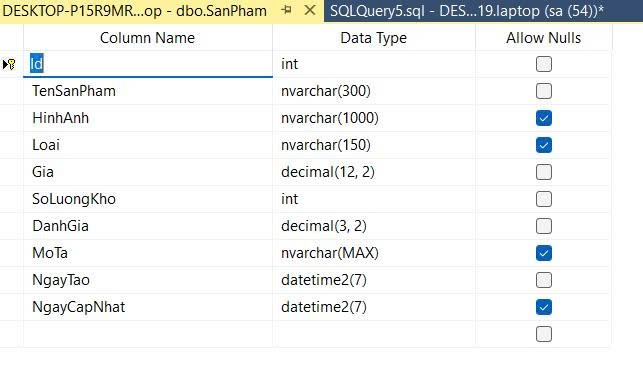 DESKTOP-P15R9MR...op - dbo.SanPham SQLQuery5.sql - DES...19.laptop (sa (54))*
Column Name Data Type Allow Nulls
Id int
TenSanPham nvarchar(300)
HinhAnh nvarchar(1000)
Loai nvarchar(150)
Gia decimal(12, 2)
SoLuongKho int
DanhGia decimal(3, 2)
MoTa nvarchar(MAX)
NgayTao datetime2(7)
NgayCapNhat datetime2(7)